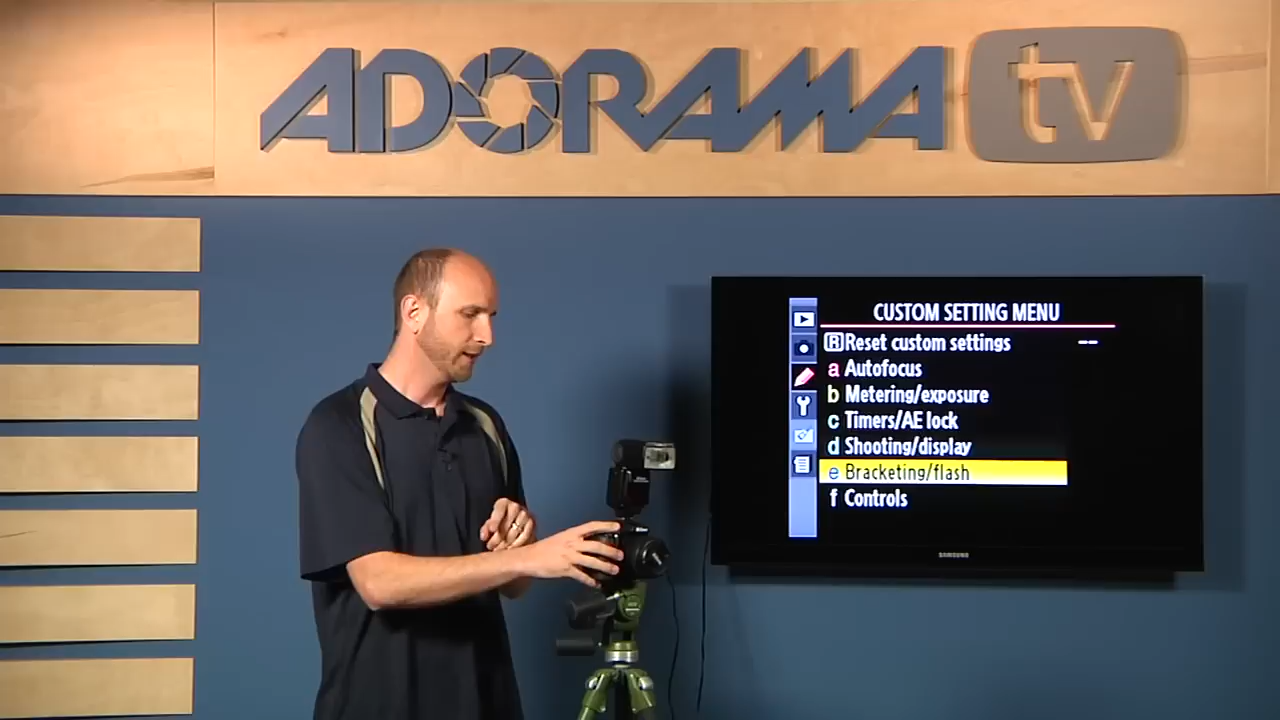 ADORAMA tv
CUSTOM SETTING MENU
R Reset custom settings --
a Autofocus
b Metering/exposure
c Timers/AE lock
d Shooting/display
e Bracketing/flash
f Controls
SAMSUNG